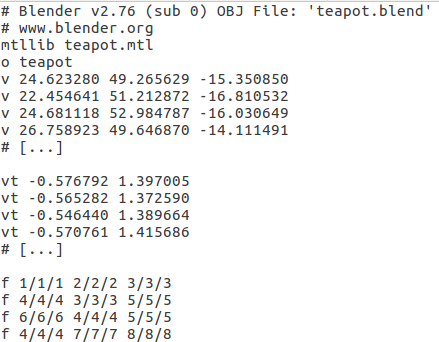 # Blender v2.76 (sub 0) OBJ File: 'teapot.blend'
# www.blender.org
mtllib teapot.mtl
o teapot
v 24.623280 49.265629 -15.350850
v 22.454641 51.212872 -16.810532
v 24.681118 52.984787 -16.030649
v 26.758923 49.646870 -14.111491
# [...]

vt -0.576792 1.397005
vt -0.565282 1.372590
vt -0.546440 1.389664
vt -0.570761 1.415686
# [...]

f 1/1/1 2/2/2 3/3/3
f 4/4/4 3/3/3 5/5/5
f 6/6/6 4/4/4 5/5/5
f 4/4/4 7/7/7 8/8/8